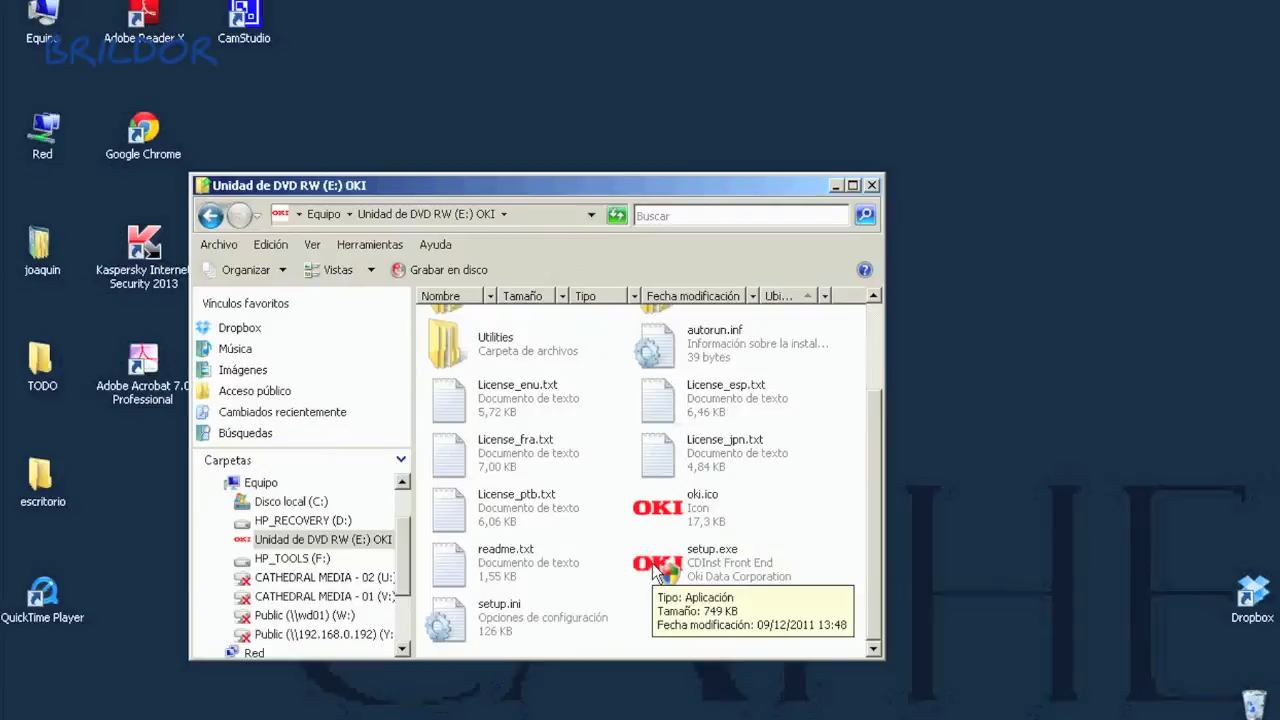 Equipo
Adobe Reader X
CamStudio
BRILDOR
Red
Google Chrome
joaquin
Kaspersky Internet
Security 2013
TODO
Adobe Acrobat 7.0
Professional
escritorio
QuickTime Player
Dropbox
Unidad de DVD RW (E:) OKI
OKI Equipo Unidad de DVD RW (E:) OKI
Buscar
Archivo Edición Ver Herramientas Ayuda
Organizar Vistas Grabar en disco
Vínculos favoritos
Dropbox
Música
Imágenes
Acceso público
Cambiados recientemente
Búsquedas
Carpetas
Equipo
Disco local (C:)
HP_RECOVERY (D:)
OKI Unidad de DVD RW (E:) OKI
HP_TOOLS (F:)
CATHEDRAL MEDIA - 02 (U:)
CATHEDRAL MEDIA - 01 (V:)
Public (\\wd01) (W:)
Public (\\192.168.0.192) (Y:
Red
Nombre Tamaño Tipo Fecha modificación Ubi...
Utilities
Carpeta de archivos
autorun.inf
Información sobre la instal...
39 bytes
License_enu.txt
Documento de texto
5,72 KB
License_esp.txt
Documento de texto
6,46 KB
License_fra.txt
Documento de texto
7,00 KB
License_jpn.txt
Documento de texto
4,84 KB
License_ptb.txt
Documento de texto
6,06 KB
OKI
oki.ico
Icon
17,3 KB
readme.txt
Documento de texto
1,55 KB
OKI
setup.exe
CDInst Front End
Oki Data Corporation
setup.ini
Opciones de configuración
126 KB
Tipo: Aplicación
Tamaño: 749 KB
Fecha modificación: 09/12/2011 13:48